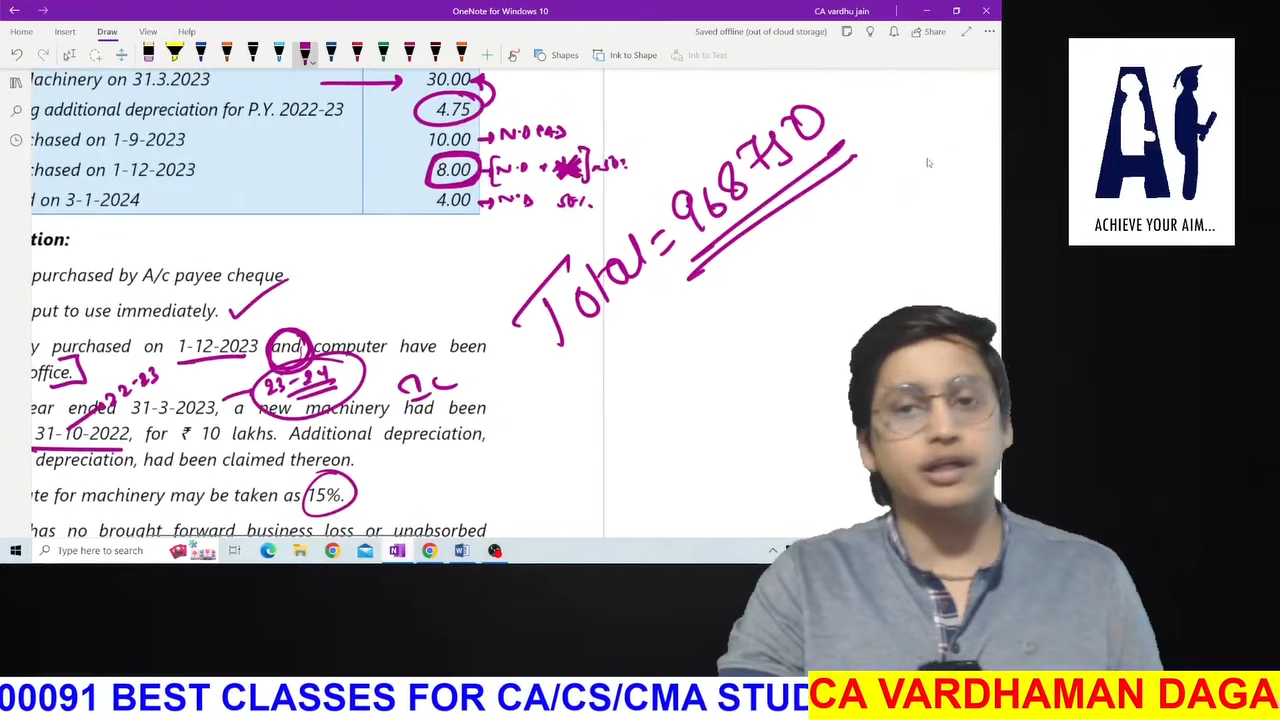 OneNote for Windows 10
CA vardhu jain
Home Insert Draw View Help
Saved offline (out of cloud storage)
Share
Shapes
Ink to Shape
Ink to Text
Machinery on 31.3.2023 30.00
g additional depreciation for P.Y. 2022-23 4.75
chased on 1-9-2023 10.00 → N.D
chased on 1-12-2023 8.00
d on 3-1-2024 4.00 → N.D 50%
tion:
purchased by A/c payee cheque
put to use immediately.
y purchased on 1-12-2023 and computer have been
office.
22-23
23-24
ear ended 31-3-2023, a new machinery had been
31-10-2022, for ₹ 10 lakhs. Additional depreciation,
depreciation, had been claimed thereon.
ate for machinery may be taken as 15%.
has no brought forward business loss or unabsorbed
Total = 968750
Type here to search
AI
ACHIEVE YOUR AIM...
00091 BEST CLASSES FOR CA/CS/CMA STUD
CA VARDHAMAN DAGA